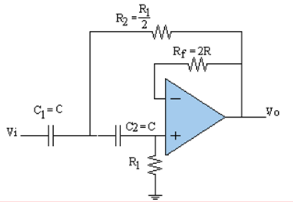 R2 = R1/2
Rf = 2R
C1 = C
Vi
C2 = C
−
+
Vo
R1